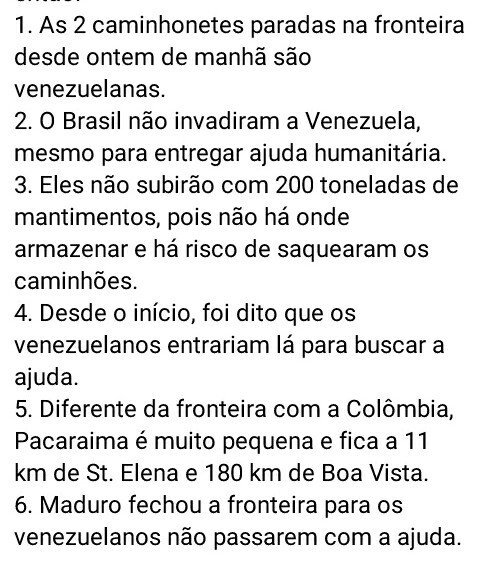 1. As 2 caminhonetes paradas na fronteira
desde ontem de manhã são
venezuelanas.
2. O Brasil não invadiram a Venezuela,
mesmo para entregar ajuda humanitária.
3. Eles não subirão com 200 toneladas de
mantimentos, pois não há onde
armazenar e há risco de saquearam os
caminhões.
4. Desde o início, foi dito que os
venezuelanos entrariam lá para buscar a
ajuda.
5. Diferente da fronteira com a Colômbia,
Pacaraima é muito pequena e fica a 11
km de St. Elena e 180 km de Boa Vista.
6. Maduro fechou a fronteira para os
venezuelanos não passarem com a ajuda.